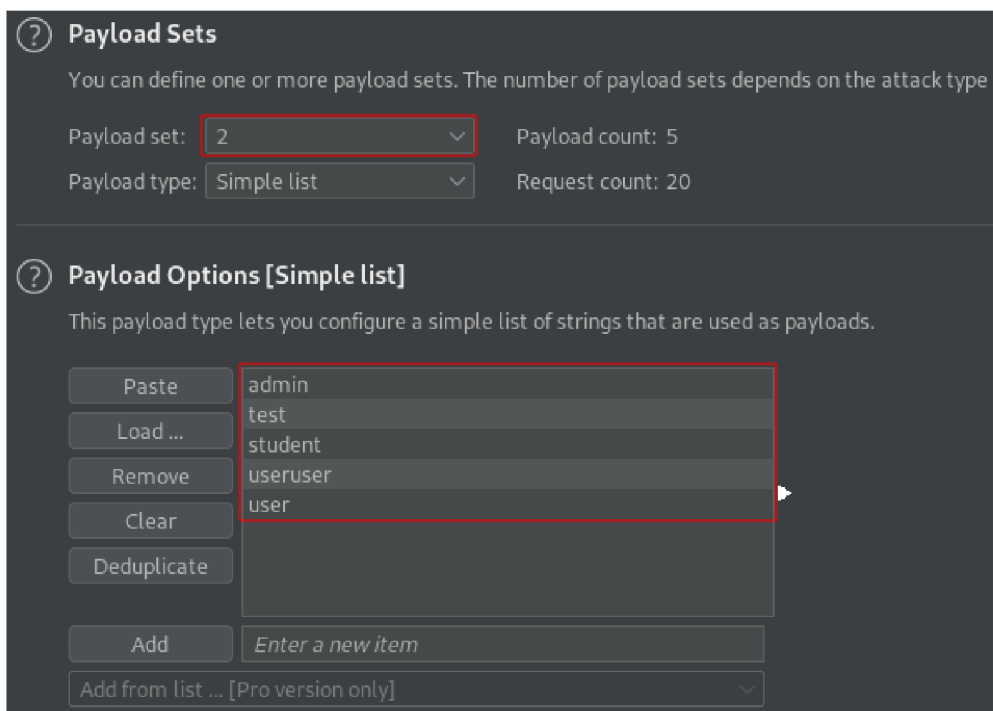 Payload Sets
You can define one or more payload sets. The number of payload sets depends on the attack type
Payload set: 2 Payload count: 5
Payload type: Simple list Request count: 20
Payload Options [Simple list]
This payload type lets you configure a simple list of strings that are used as payloads.
Paste admin
test
Load ... student
Remove useruser
user
Clear
Deduplicate
Add Enter a new item
Add from list ... [Pro version only]